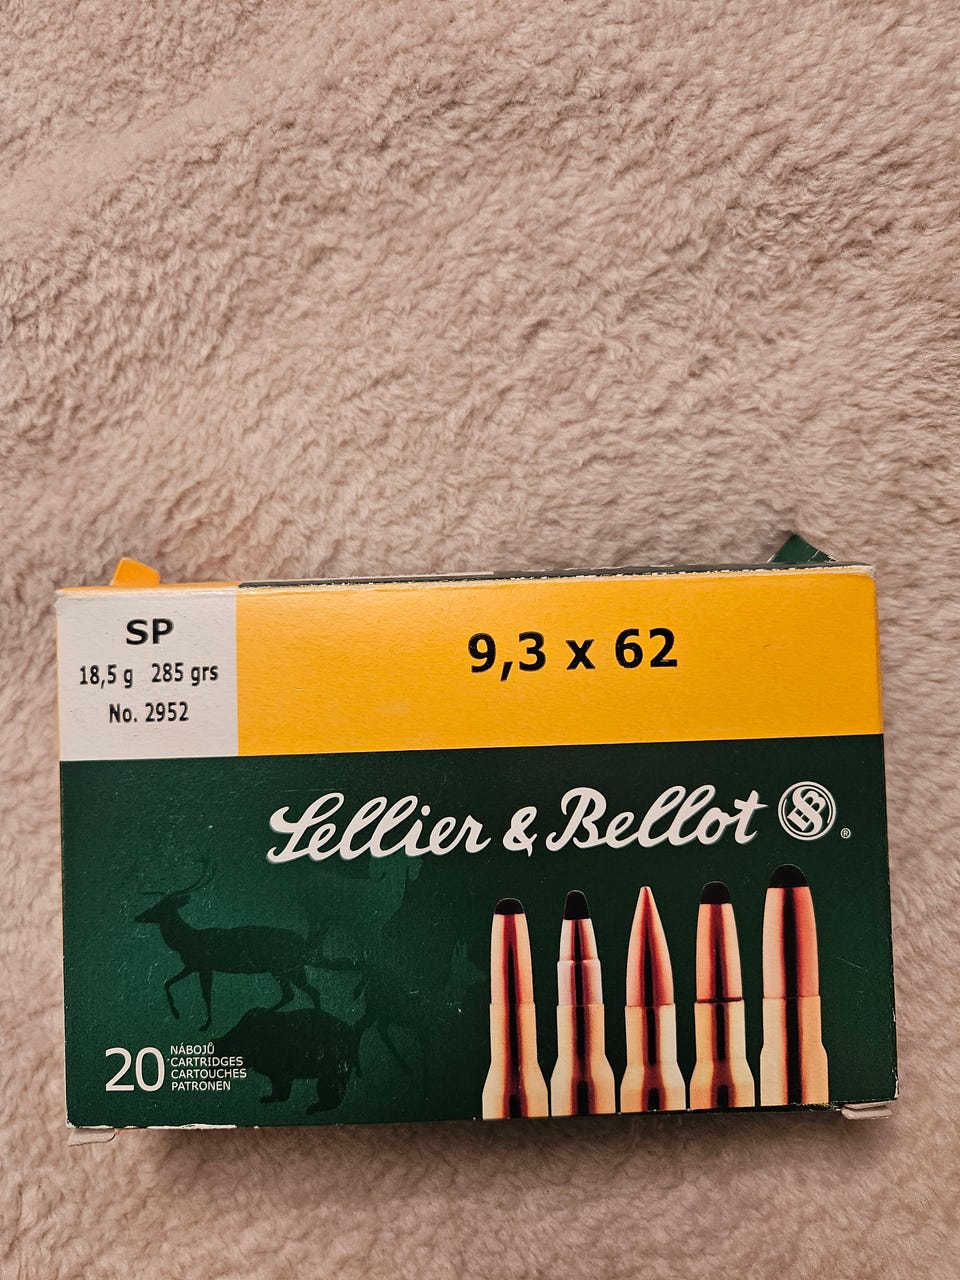 SP
18,5 g 285 grs
No. 2952
9,3 x 62
Sellier & Bellot
®
20
NÁBOJŮ
CARTRIDGES
CARTOUCHES
PATRONEN